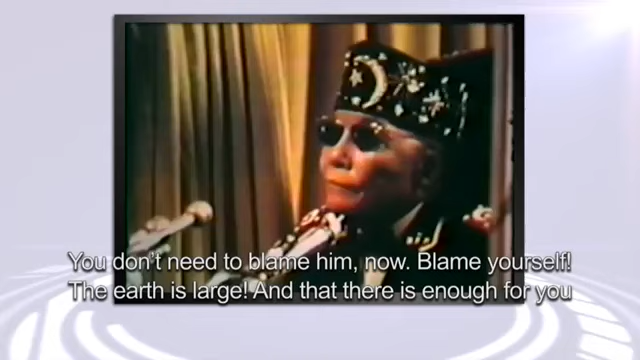 You don't need to blame him, now. Blame yourself!
The earth is large! And that there is enough for you